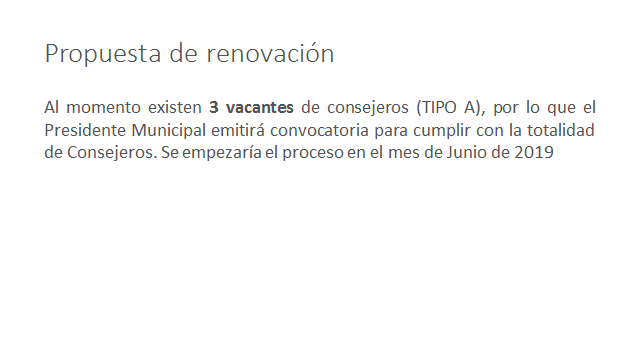 Propuesta de renovación
Al momento existen 3 vacantes de consejeros (TIPO A), por lo que el
Presidente Municipal emitirá convocatoria para cumplir con la totalidad
de Consejeros. Se empezaría el proceso en el mes de Junio de 2019